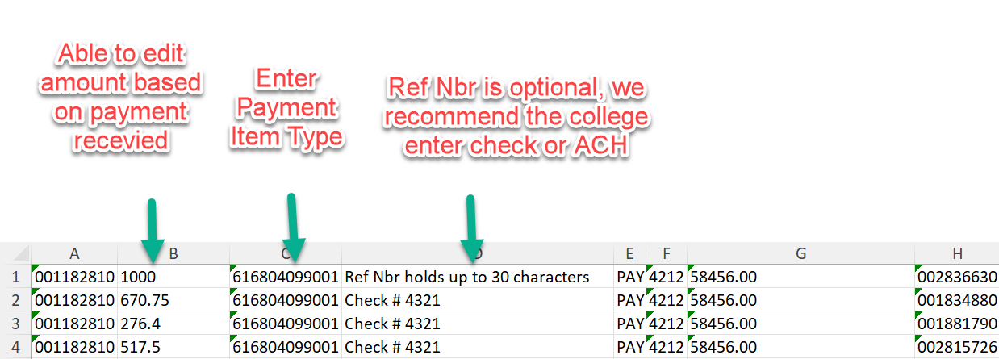 Able to edit
amount based
on payment
recevied
Enter
Payment
Item Type
Ref Nbr is optional, we
recommend the college
enter check or ACH
A B C D E F G H
1 001182810 1000 616804099001 Ref Nbr holds up to 30 characters PAY 4212 58456.00 002836630
2 001182810 670.75 616804099001 Check # 4321 PAY 4212 58456.00 001834880
3 001182810 276.4 616804099001 Check # 4321 PAY 4212 58456.00 001881790
4 001182810 517.5 616804099001 Check # 4321 PAY 4212 58456.00 002815726